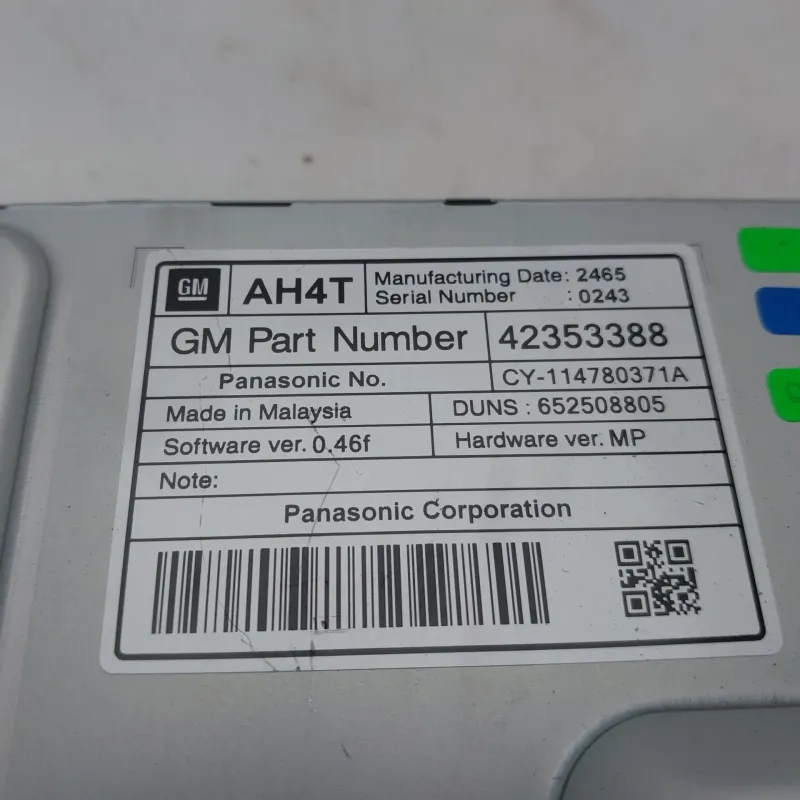 GM
AH4T
Manufacturing Date: 2465
Serial Number : 0243
GM Part Number 42353388
Panasonic No. CY-114780371A
Made in Malaysia DUNS : 652508805
Software ver. 0.46f Hardware ver. MP
Note:
Panasonic Corporation